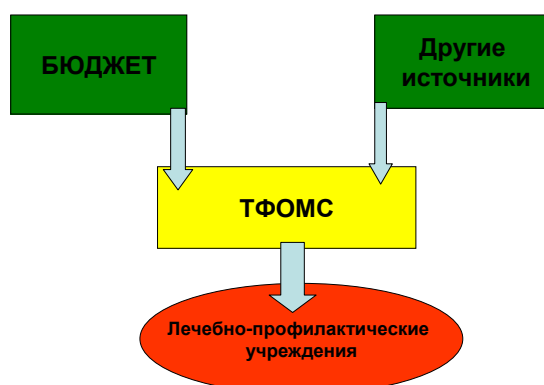 БЮДЖЕТ
Другие
источники
ТФОМС
Лечебно-профилактические
учреждения